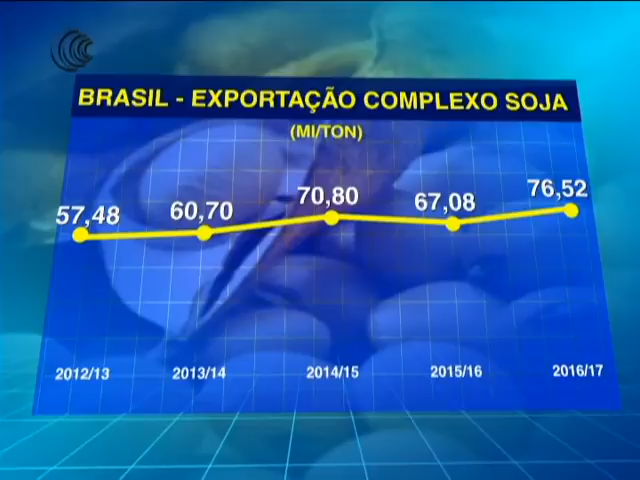 BRASIL - EXPORTAÇÃO COMPLEXO SOJA
(MI/TON)
57,48 60,70 70,80 67,08 76,52
2012/13 2013/14 2014/15 2015/16 2016/17